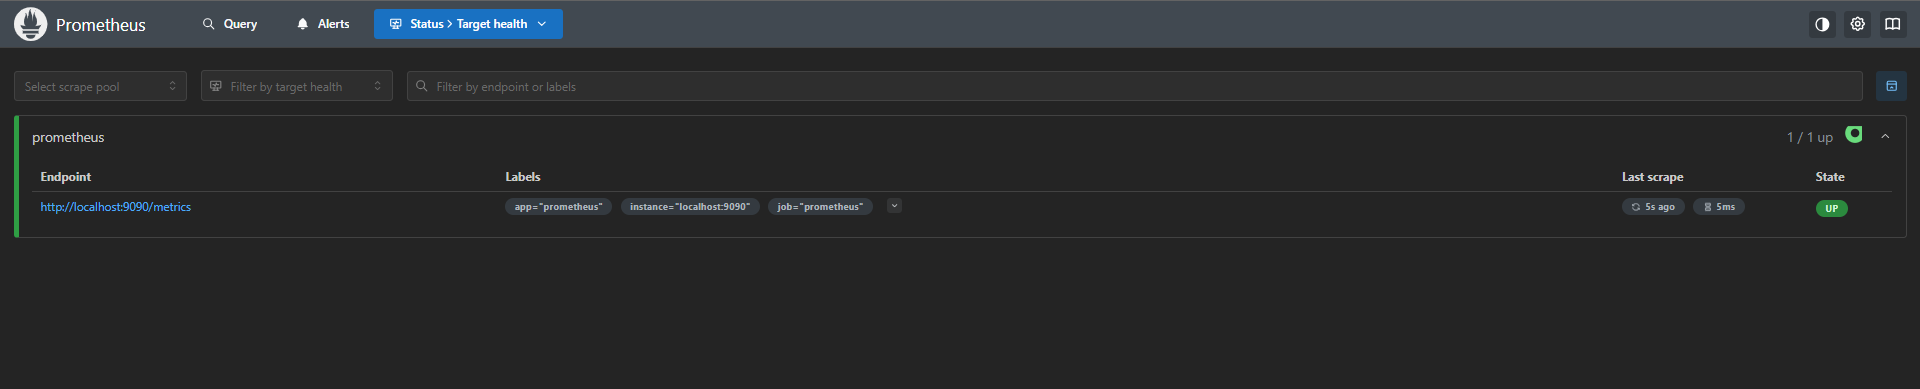 Prometheus Query Alerts Status > Target health
Select scrape pool Filter by target health Filter by endpoint or labels
prometheus 1 / 1 up
Endpoint Labels Last scrape State
http://localhost:9090/metrics app="prometheus" instance="localhost:9090" job="prometheus" 5s ago 5ms UP